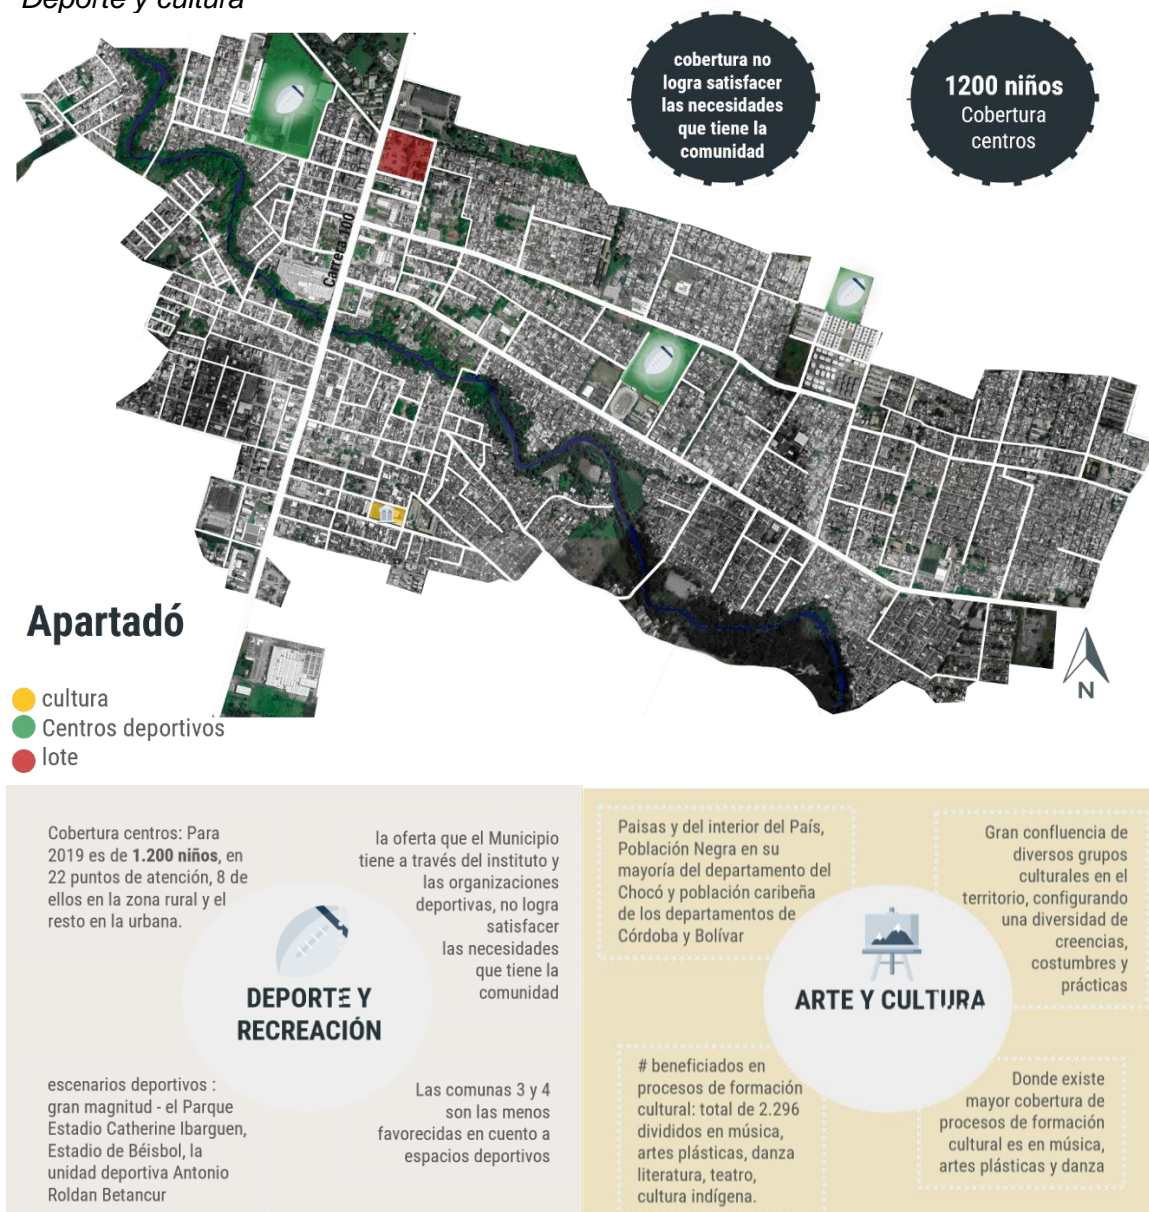 Deporte y cultura
cobertura no
logra satisfacer
las necesidades
que tiene la
comunidad
1200 niños
Cobertura
centros
Carrera 100
Apartadó
N
cultura
Centros deportivos
lote
Cobertura centros: Para
2019 es de 1.200 niños, en
22 puntos de atención, 8 de
ellos en la zona rural y el
resto en la urbana.
la oferta que el Municipio
tiene a través del instituto y
las organizaciones
deportivas, no logra
satisfacer
las necesidades
que tiene la
comunidad
DEPORTE Y
RECREACIÓN
escenarios deportivos :
gran magnitud - el Parque
Estadio Catherine Ibarguen,
Estadio de Béisbol, la
unidad deportiva Antonio
Roldan Betancur
Las comunas 3 y 4
son las menos
favorecidas en cuento a
espacios deportivos
Paisas y del interior del País,
Población Negra en su
mayoría del departamento del
Chocó y población caribeña
de los departamentos de
Córdoba y Bolívar
Gran confluencia de
diversos grupos
culturales en el
territorio, configurando
una diversidad de
creencias,
costumbres y
prácticas
ARTE Y CULTURA
# beneficiados en
procesos de formación
cultural: total de 2.296
divididos en música,
artes plásticas, danza
literatura, teatro,
cultura indígena.
Donde existe
mayor cobertura de
procesos de formación
cultural es en música,
artes plásticas y danza